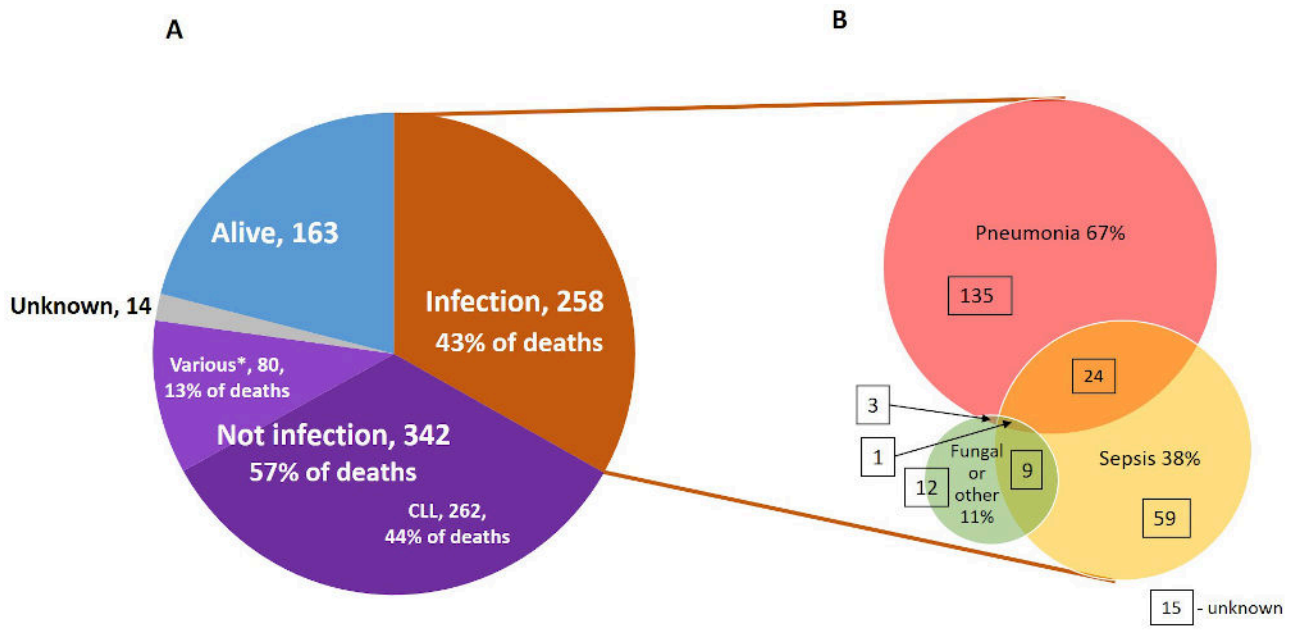 A
B
Alive, 163
Unknown, 14
Infection, 258
43% of deaths
Various*, 80,
13% of deaths
Not infection, 342
57% of deaths
CLL, 262,
44% of deaths
Pneumonia 67%
135
24
3
1
12
Fungal
or
other
11%
9
Sepsis 38%
59
15 - unknown